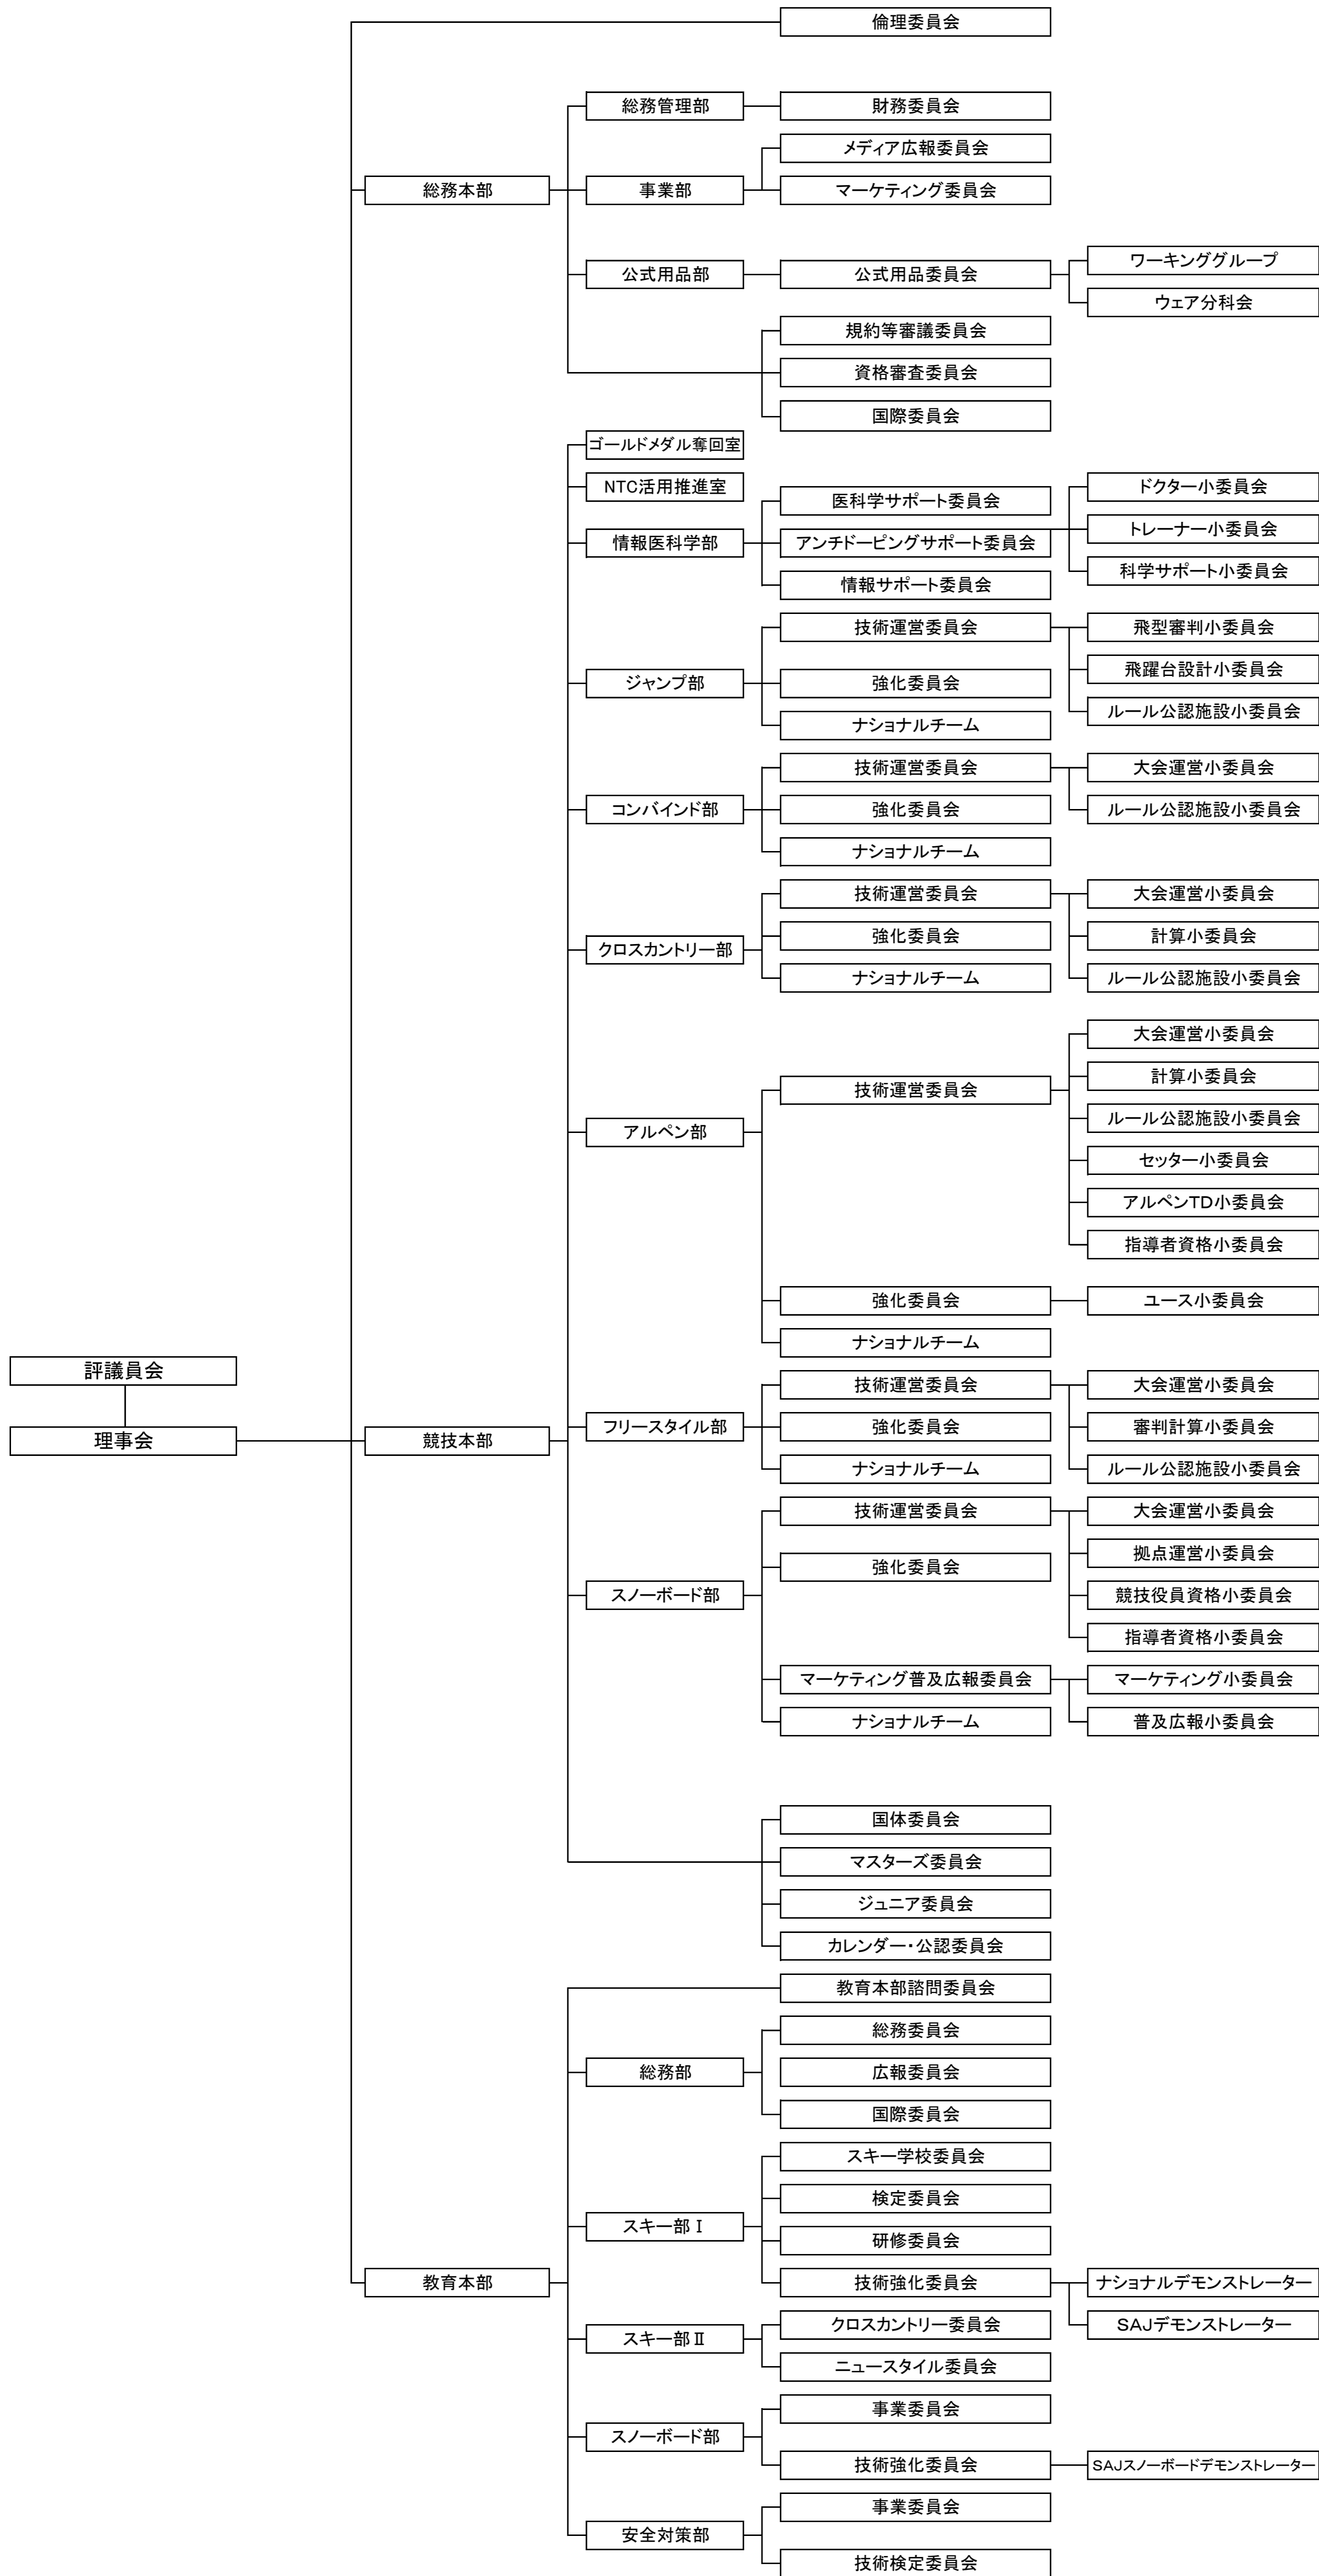 倫理委員会
総務管理部
財務委員会
メディア広報委員会
総務本部
事業部
マーケティング委員会
公式用品部
公式用品委員会
ワーキンググループ
ウェア分科会
規約等審議委員会
資格審査委員会
国際委員会
ゴールドメダル奪回室
NTC活用推進室
情報医科学部
医科学サポート委員会
アンチドーピングサポート委員会
情報サポート委員会
ドクター小委員会
トレーナー小委員会
科学サポート小委員会
ジャンプ部
技術運営委員会
強化委員会
ナショナルチーム
飛型審判小委員会
飛躍台設計小委員会
ルール公認施設小委員会
コンバインド部
技術運営委員会
強化委員会
ナショナルチーム
大会運営小委員会
ルール公認施設小委員会
クロスカントリー部
技術運営委員会
強化委員会
ナショナルチーム
大会運営小委員会
計算小委員会
ルール公認施設小委員会
アルペン部
技術運営委員会
大会運営小委員会
計算小委員会
ルール公認施設小委員会
セッター小委員会
アルペンTD小委員会
指導者資格小委員会
強化委員会
ユース小委員会
ナショナルチーム
評議員会
理事会
競技本部
フリースタイル部
技術運営委員会
強化委員会
ナショナルチーム
大会運営小委員会
審判計算小委員会
ルール公認施設小委員会
スノーボード部
技術運営委員会
強化委員会
大会運営小委員会
拠点運営小委員会
競技役員資格小委員会
指導者資格小委員会
マーケティング普及広報委員会
マーケティング小委員会
普及広報小委員会
ナショナルチーム
国体委員会
マスターズ委員会
ジュニア委員会
カレンダー・公認委員会
教育本部諮問委員会
総務部
総務委員会
広報委員会
国際委員会
教育本部
スキー部Ⅰ
スキー学校委員会
検定委員会
研修委員会
技術強化委員会
ナショナルデモンストレーター
SAJデモンストレーター
スキー部Ⅱ
クロスカントリー委員会
ニュースタイル委員会
スノーボード部
事業委員会
技術強化委員会
SAJスノーボードデモンストレーター
安全対策部
事業委員会
技術検定委員会